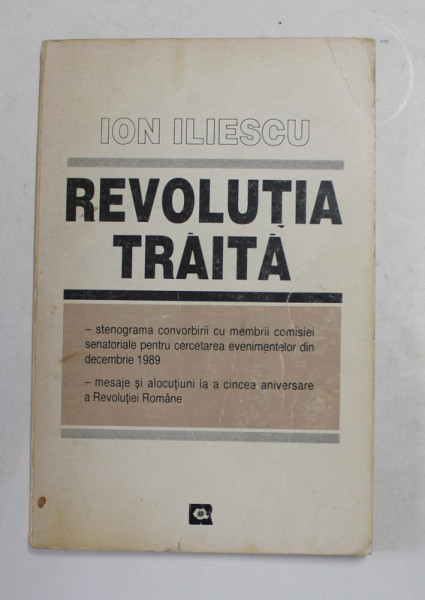 ION ILIESCU
REVOLUȚIA
TRĂITĂ
– stenograma convorbirii cu membrii comisiei
senatoriale pentru cercetarea evenimentelor din
decembrie 1989
– mesaje și alocuțiuni la a cincea aniversare
a Revoluției Române